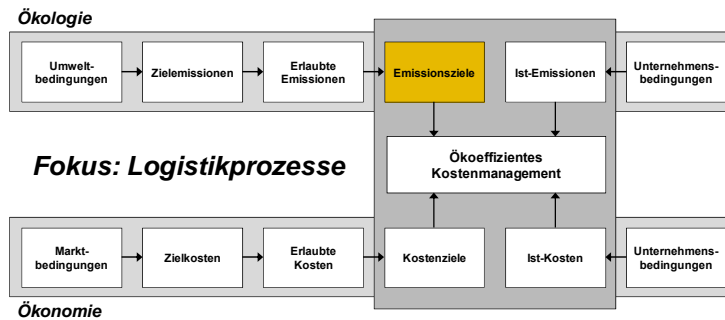 Ökologie
Umwelt-
bedingungen
Zielemissionen
Erlaubte
Emissionen
Emissionsziele
Ist-Emissionen
Unternehmens-
bedingungen
Fokus: Logistikprozesse
Ökoeffizientes
Kostenmanagement
Markt-
bedingungen
Zielkosten
Erlaubte
Kosten
Kostenziele
Ist-Kosten
Unternehmens-
bedingungen
Ökonomie